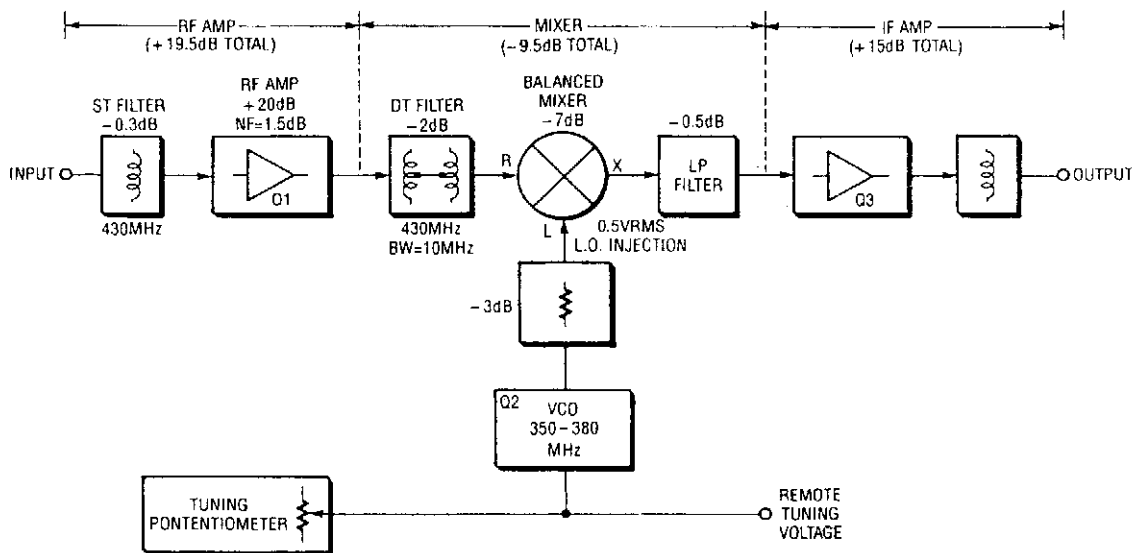 RF AMP
(+19.5dB TOTAL)
MIXER
(-9.5dB TOTAL)
IF AMP
(+15dB TOTAL)
ST FILTER
-0.3dB
RF AMP
+20dB
NF=1.5dB
DT FILTER
-2dB
BALANCED
MIXER
-7dB
-0.5dB
INPUT
Q1
R
X
LP
FILTER
Q3
OUTPUT
430MHz
430MHz
BW=10MHz
L
0.5VRMS
L.O. INJECTION
-3dB
Q2
VCO
350-380
MHz
TUNING
PONTENTIOMETER
REMOTE
TUNING
VOLTAGE